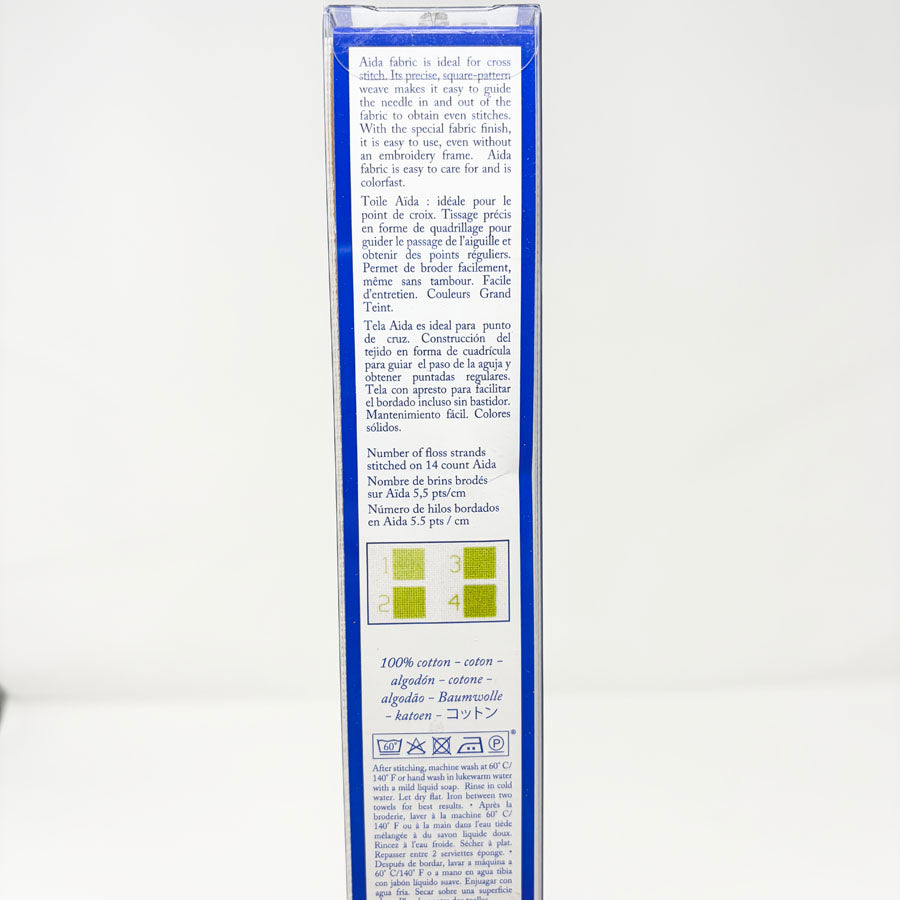 Aida fabric is ideal for cross
stitch. Its precise, square-pattern
weave makes it easy to guide
the needle in and out of the
fabric to obtain even stitches.
With the special fabric finish,
it is easy to use, even without
an embroidery frame. Aida
fabric is easy to care for and is
colorfast.
Toile Aïda : idéale pour le
point de croix. Tissage précis
en forme de quadrillage pour
guider le passage de l'aiguille et
obtenir des points réguliers.
Permet de broder facilement,
même sans tambour. Facile
d'entretien. Couleurs Grand
Teint.
Tela Aida es ideal para punto
de cruz. Construcción del
tejido en forma de cuadrícula
para guiar el paso de la aguja y
obtener puntadas regulares.
Tela con apresto para facilitar
el bordado incluso sin bastidor.
Mantenimiento fácil. Colores
sólidos.
Number of floss strands
stitched on 14 count Aida
Nombre de brins brodés
sur Aïda 5,5 pts/cm
Número de hilos bordados
en Aida 5.5 pts / cm
1 3
2 4
100% cotton - coton -
algodón - cotone -
algodão - Baumwolle
- katoen - コットン
60° P ®
After stitching, machine wash at 60° C/
140° F or hand wash in lukewarm water
with a mild liquid soap. Rinse in cold
water. Let dry flat. Iron between two
towels for best results. • Après la
broderie, laver à la machine 60° C/
140° F ou à la main dans l'eau tiède
mélangée à du savon liquide doux.
Rincez à l'eau froide. Sécher à plat.
Repasser entre 2 serviettes éponge. •
Después de bordar, lavar a máquina a
60° C/140° F o a mano en agua tibia
con jabón líquido suave. Enjuagar con
agua fría. Secar sobre una superficie